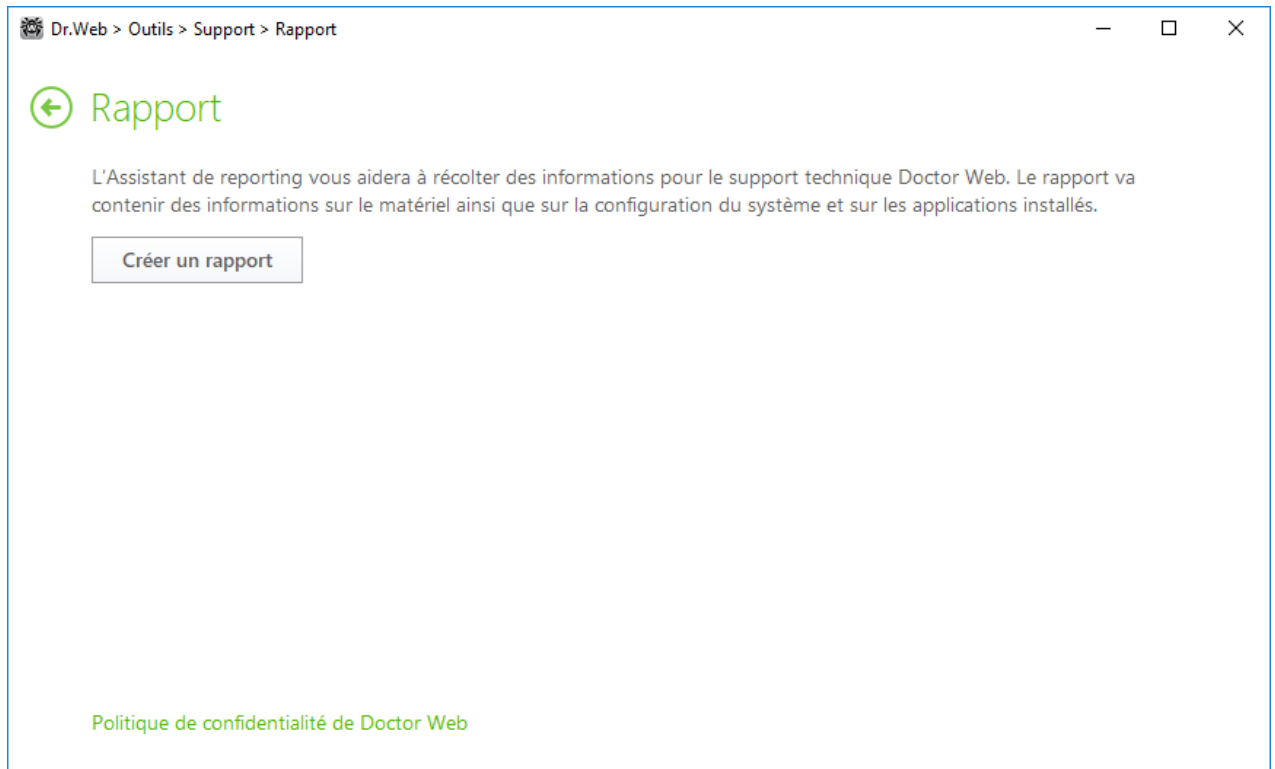 Dr.Web > Outils > Support > Rapport
Rapport
L'Assistant de reporting vous aidera à récolter des informations pour le support technique Doctor Web. Le rapport va
contenir des informations sur le matériel ainsi que sur la configuration du système et sur les applications installés.
Créer un rapport
Politique de confidentialité de Doctor Web